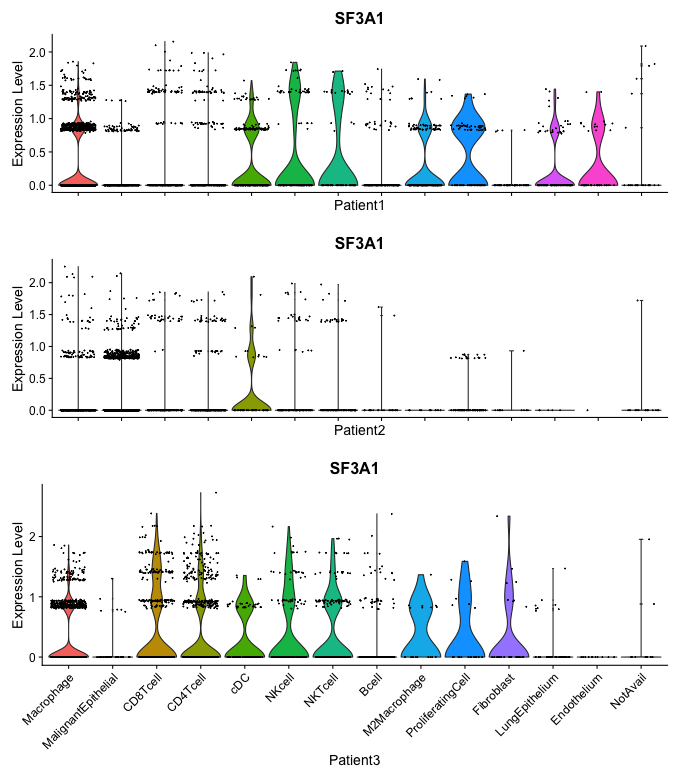 SF3A1
Expression Level
2.0
1.5
1.0
0.5
0.0
Patient1
SF3A1
Expression Level
2.0
1.5
1.0
0.5
0.0
Patient2
SF3A1
Expression Level
2
1
0
Macrophage
MalignantEpithelial
CD8Tcell
CD4Tcell
cDC
NKcell
NKTcell
Bcell
M2Macrophage
ProliferatingCell
Fibroblast
LungEpithelium
Endothelium
NotAvail
Patient3